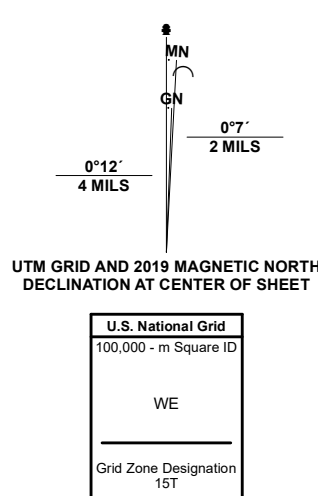 MN
GN
0°7´
2 MILS
0°12´
4 MILS
UTM GRID AND 2019 MAGNETIC NORTH
DECLINATION AT CENTER OF SHEET
U.S. National Grid
100,000 - m Square ID
WE
Grid Zone Designation
15T